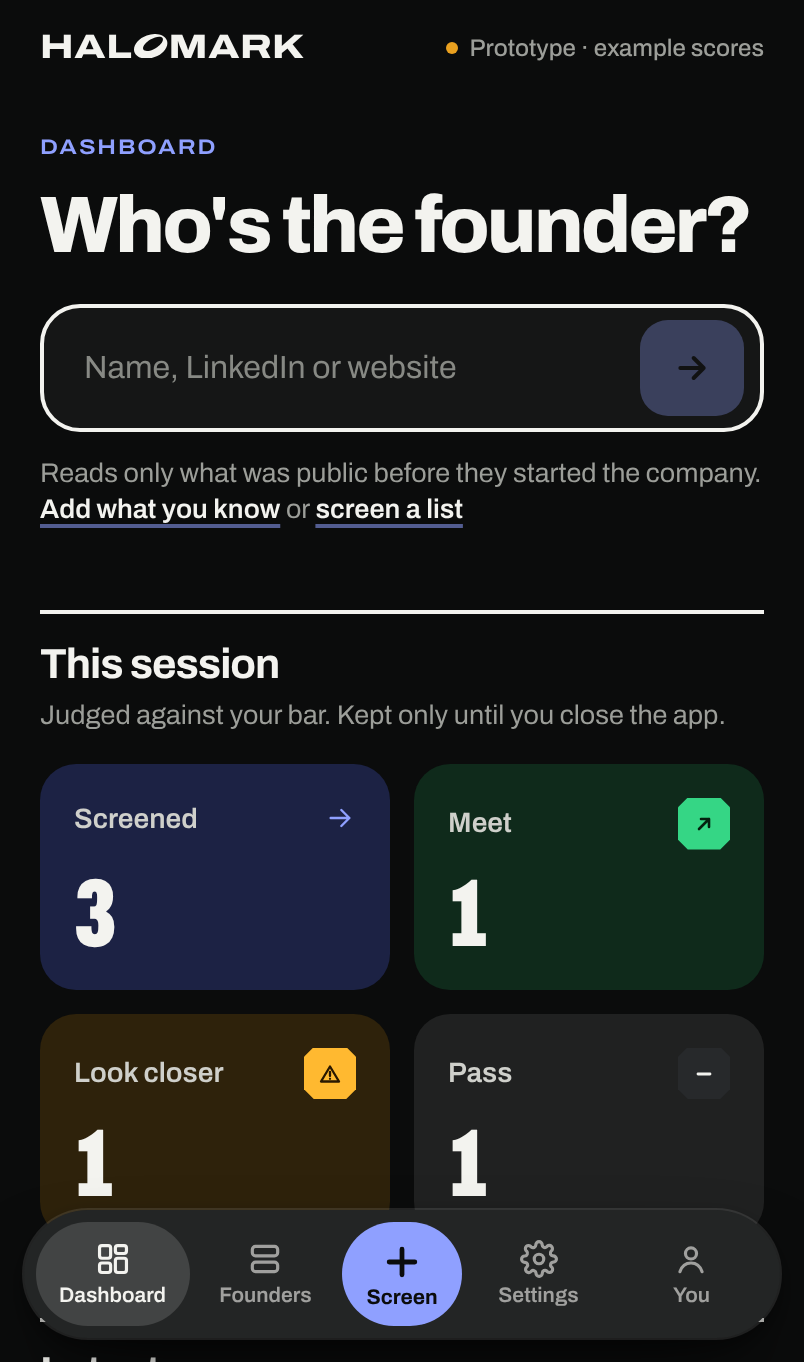 HALOMARK
Prototype · example scores
DASHBOARD
Who's the founder?
Name, LinkedIn or website
Reads only what was public before they started the company.
Add what you know or screen a list
This session
Judged against your bar. Kept only until you close the app.
Screened
Meet
3
1
Look closer
Pass
1
1
Dashboard
Founders
Screen
Settings
You